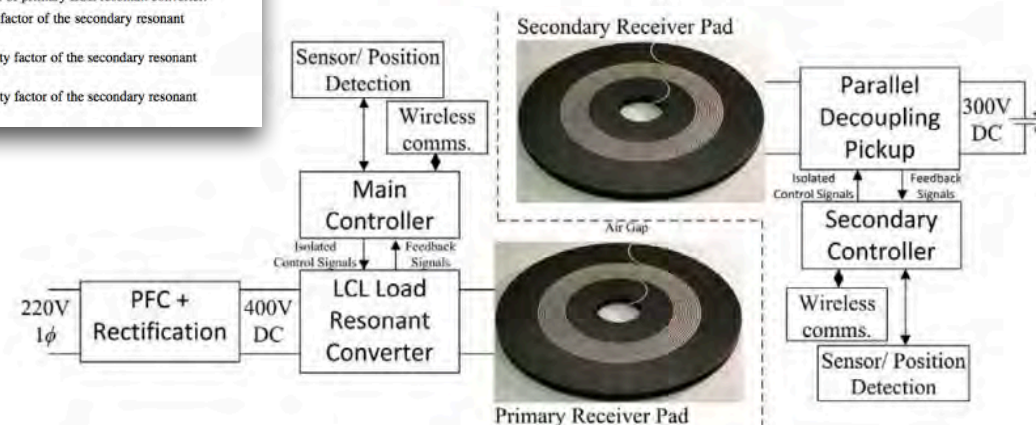 factor of the secondary resonant
ty factor of the secondary resonant
ty factor of the secondary resonant
Sensor/ Position
Detection
Wireless
comms.
Main
Controller
Isolated
Control Signals
Feedback
Signals
220V
1ϕ
PFC +
Rectification
400V
DC
LCL Load
Resonant
Converter
Secondary Receiver Pad
Air Gap
Primary Receiver Pad
Parallel
Decoupling
Pickup
300V
DC
Isolated
Control Signals
Feedback
Signals
Secondary
Controller
Wireless
comms.
Sensor/ Position
Detection